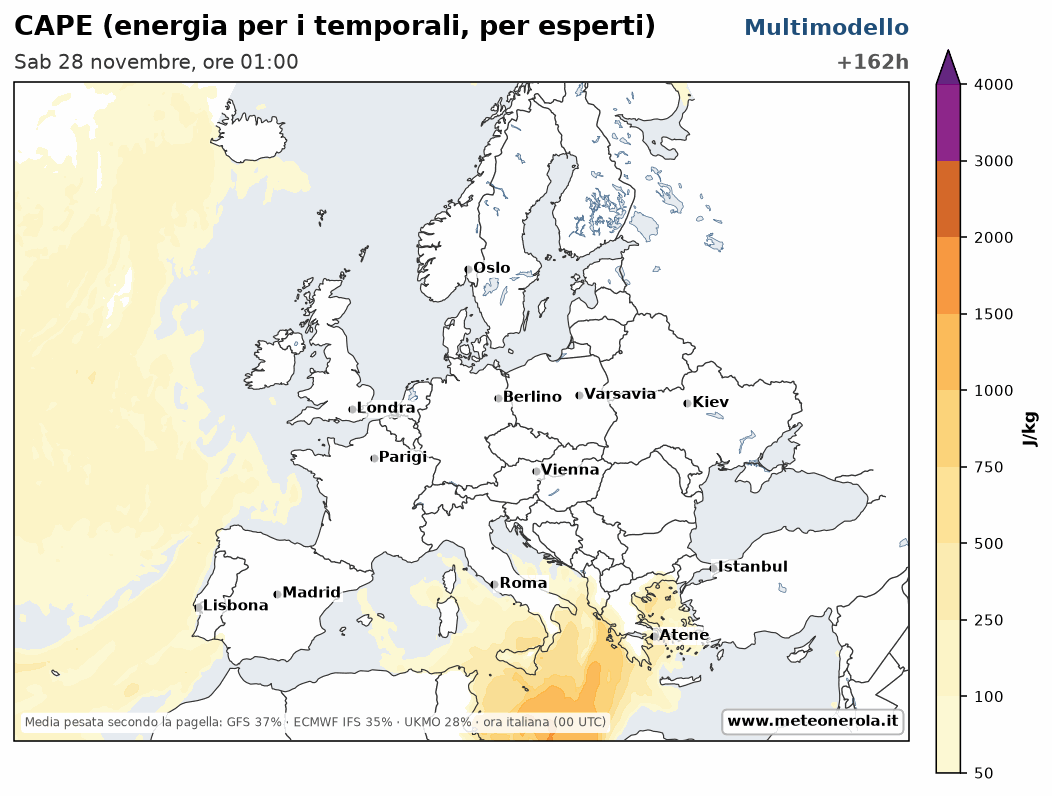 CAPE (energia per i temporali, per esperti)
Multimodello
Sab 28 novembre, ore 01:00
+162h
4000
3000
2000
1500
1000
750
500
250
100
50
J/kg
Oslo
Berlino
Varsavia
Kiev
Londra
Parigi
Vienna
Istanbul
Roma
Madrid
Lisbona
Atene
Media pesata secondo la pagella: GFS 37% · ECMWF IFS 35% · UKMO 28% · ora italiana (00 UTC)
www.meteonerola.it